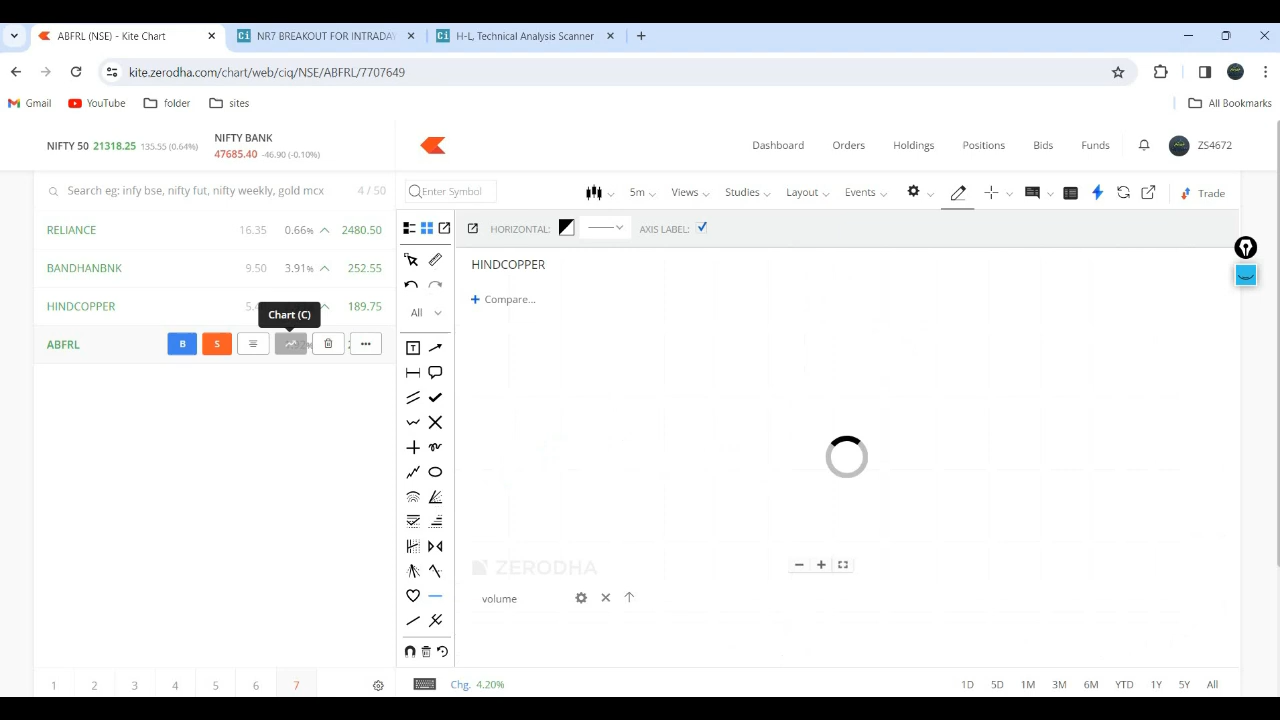 ABFRL (NSE) - Kite Chart
NR7 BREAKOUT FOR INTRADAY
H-L, Technical Analysis Scanner
kite.zerodha.com/chart/web/ciq/NSE/ABFRL/7707649
Gmail YouTube folder sites All Bookmarks
NIFTY 50 21318.25 135.55 (0.64%)
NIFTY BANK
47685.40 -46.90 (-0.10%)
Dashboard Orders Holdings Positions Bids Funds ZS4672
Search eg: infy bse, nifty fut, nifty weekly, gold mcx 4 / 50
Enter Symbol 5m Views Studies Layout Events Trade
RELIANCE 16.35 0.66% 2480.50
HORIZONTAL: AXIS LABEL:
BANDHANBNK 9.50 3.91% 252.55
HINDCOPPER
Compare...
HINDCOPPER 189.75
Chart (C)
All
ABFRL B S
T
ZERODHA
volume
1 2 3 4 5 6 7
Chg. 4.20% 1D 5D 1M 3M 6M YTD 1Y 5Y All